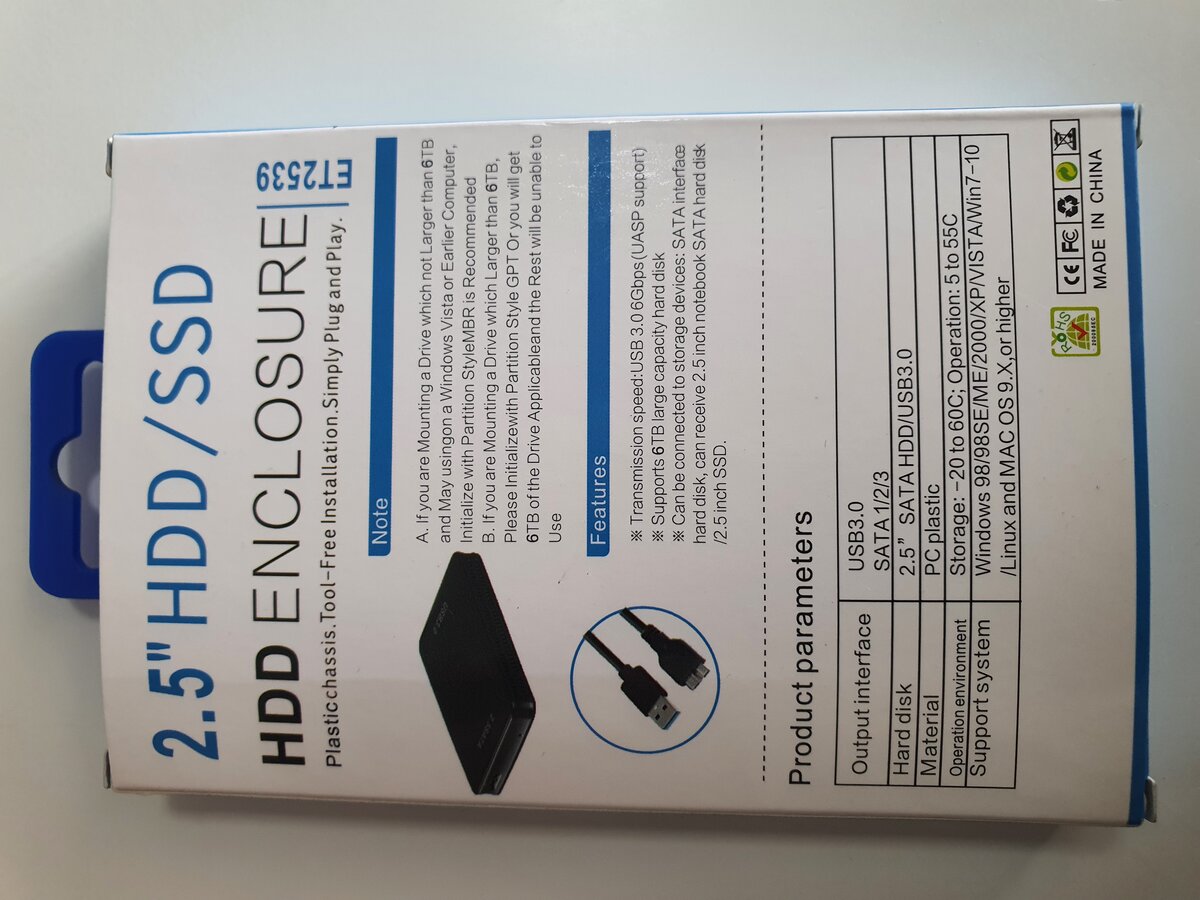 2.5" HDD/SSD
HDD ENCLOSURE
ET2539
Plasticchassis.Tool-Free Installation.Simply Plug and Play.
Note
A. If you are Mounting a Drive which not Larger than 6TB
and May usingon a Windows Vista or Earlier Computer,
Initialize with Partition StyleMBR is Recommended
B. If you are Mounting a Drive which Larger than 6TB,
Please Initializewith Partition Style GPT Or you will get
6TB of the Drive Applicableand the Rest will be unable to
Use
Features
※ Transmission speed:USB 3.0 6Gbps(UASP support)
※ Supports 6TB large capacity hard disk
※ Can be connected to storage devices: SATA interface
hard disk, can receive 2.5 inch notebook SATA hard disk
/2.5 inch SSD.
Product parameters
Output interface USB3.0
SATA 1/2/3
Hard disk 2.5" SATA HDD/USB3.0
Material PC plastic
Operation environment Storage: -20 to 60C; Operation: 5 to 55C
Support system Windows 98/98SE/ME/2000/XP/VISTA/Win7-10
/Linux and MAC OS 9.X,or higher
RoHS
CE FC
MADE IN CHINA